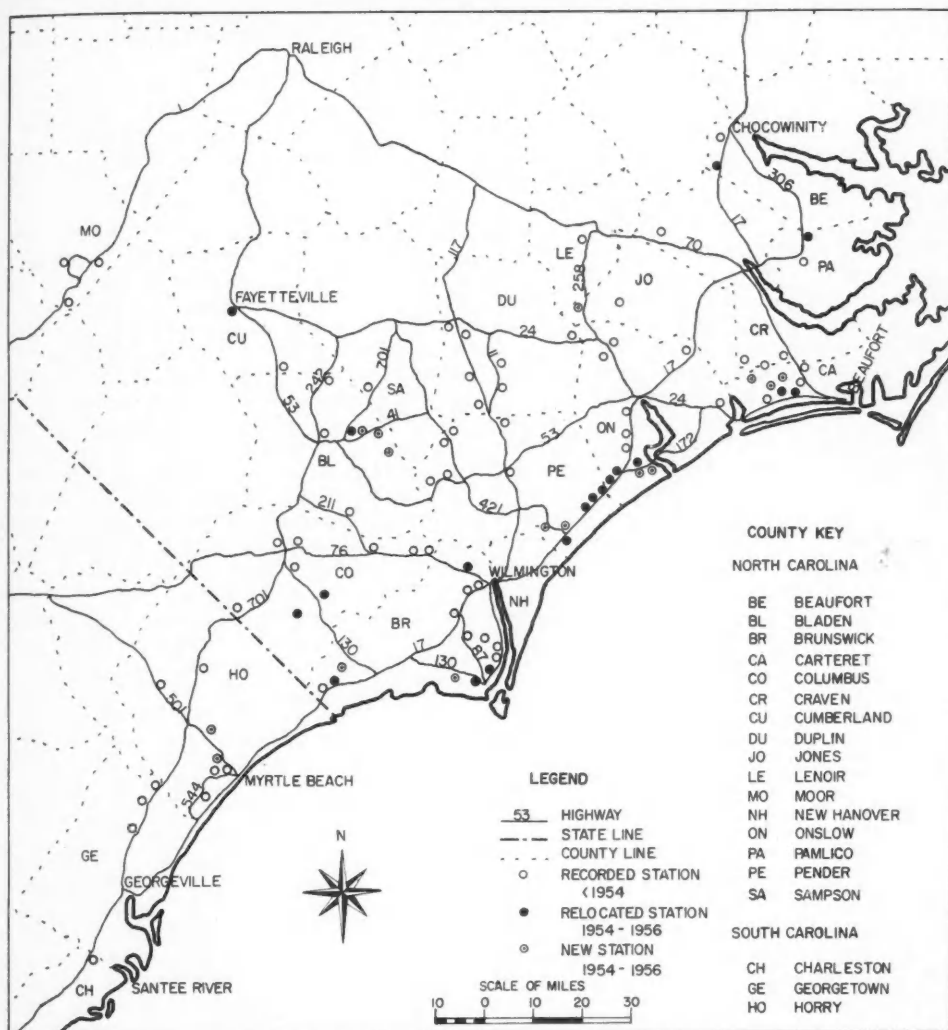 RALEIGH
CHOCOWINITY
306
BE
MO
117
LE
70
17
PA
258
JO
FAYETTEVILLE
DU
CU
24
CR
701
11
CA
BEAUFORT
242
SA
17
53
41
24
53
ON
172
BL
PE
211
421
76
WILMINGTON
CO
NH
701
BR
87
130
17
130
HO
501
MYRTLE BEACH
544
GE
GEORGEVILLE
CH
SANTEE RIVER
N
LEGEND
53 HIGHWAY
STATE LINE
COUNTY LINE
RECORDED STATION
<1954
RELOCATED STATION
1954 - 1956
NEW STATION
1954 - 1956
SCALE OF MILES
10 0 10 20 30
COUNTY KEY
NORTH CAROLINA
BE BEAUFORT
BL BLADEN
BR BRUNSWICK
CA CARTERET
CO COLUMBUS
CR CRAVEN
CU CUMBERLAND
DU DUPLIN
JO JONES
LE LENOIR
MO MOOR
NH NEW HANOVER
ON ONSLOW
PA PAMLICO
PE PENDER
SA SAMPSON
SOUTH CAROLINA
CH CHARLESTON
GE GEORGETOWN
HO HORRY